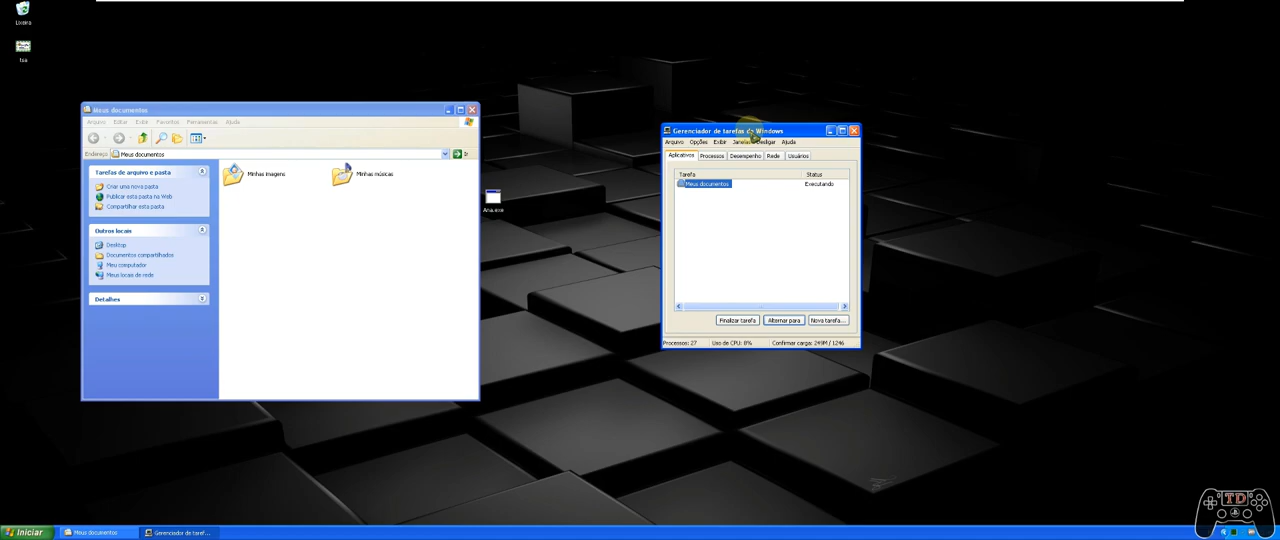 Lixeira
tsa
Meus documentos
Arquivo Editar Exibir Favoritos Ferramentas Ajuda
Endereço Meus documentos
Tarefas de arquivo e pasta
Criar uma nova pasta
Publicar esta pasta na Web
Compartilhar esta pasta
Outros locais
Desktop
Documentos compartilhados
Meu computador
Meus locais de rede
Detalhes
Minhas imagens
Minhas músicas
Ana.exe
Gerenciador de tarefas do Windows
Arquivo Opções Exibir Janelas Desligar Ajuda
Aplicativos Processos Desempenho Rede Usuários
Tarefa Status
Meus documentos Executando
Finalizar tarefa Alternar para Nova tarefa...
Processos: 27 Uso de CPU: 8% Confirmar carga: 249M / 1246
TD
Iniciar Meus documentos Gerenciador de taref...